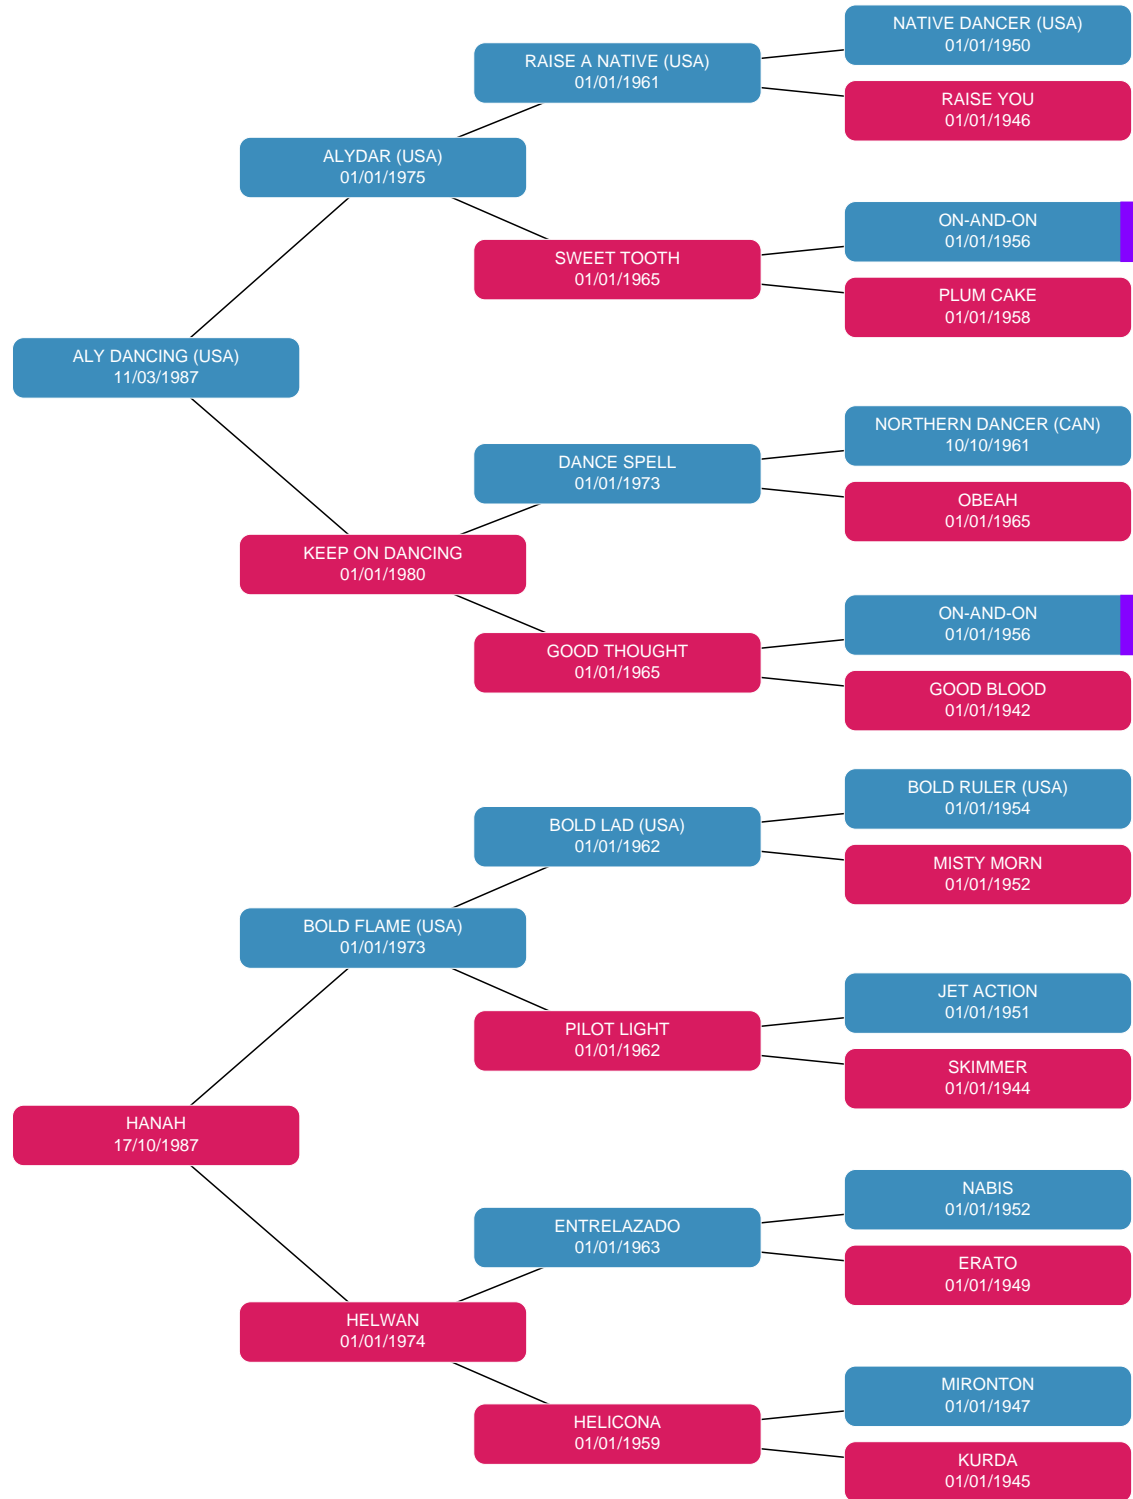 NATIVE DANCER (USA)
01/01/1950
RAISE A NATIVE (USA)
01/01/1961
RAISE YOU
01/01/1946
ALYDAR (USA)
01/01/1975
ON-AND-ON
01/01/1956
SWEET TOOTH
01/01/1965
PLUM CAKE
01/01/1958
ALY DANCING (USA)
11/03/1987
NORTHERN DANCER (CAN)
10/10/1961
DANCE SPELL
01/01/1973
OBEAH
01/01/1965
KEEP ON DANCING
01/01/1980
ON-AND-ON
01/01/1956
GOOD THOUGHT
01/01/1965
GOOD BLOOD
01/01/1942
BOLD RULER (USA)
01/01/1954
BOLD LAD (USA)
01/01/1962
MISTY MORN
01/01/1952
BOLD FLAME (USA)
01/01/1973
JET ACTION
01/01/1951
PILOT LIGHT
01/01/1962
SKIMMER
01/01/1944
HANAH
17/10/1987
NABIS
01/01/1952
ENTRELAZADO
01/01/1963
ERATO
01/01/1949
HELWAN
01/01/1974
MIRONTON
01/01/1947
HELICONA
01/01/1959
KURDA
01/01/1945